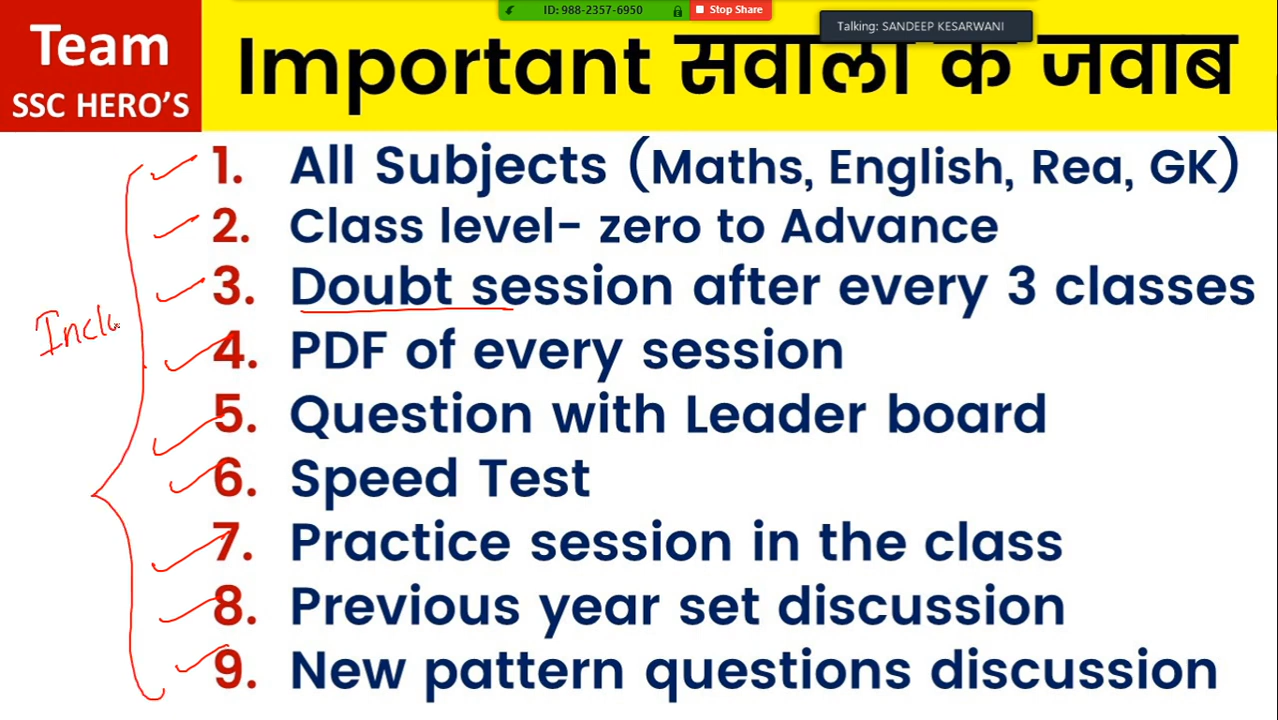 ID: 988-2357-6950
Stop Share
Talking: SANDEEP KESARWANI
Team
SSC HERO'S
Important सवालों के जवाब
1. All Subjects (Maths, English, Rea, GK)
2. Class level- zero to Advance
3. Doubt session after every 3 classes
Inclu
4. PDF of every session
5. Question with Leader board
6. Speed Test
7. Practice session in the class
8. Previous year set discussion
9. New pattern questions discussion